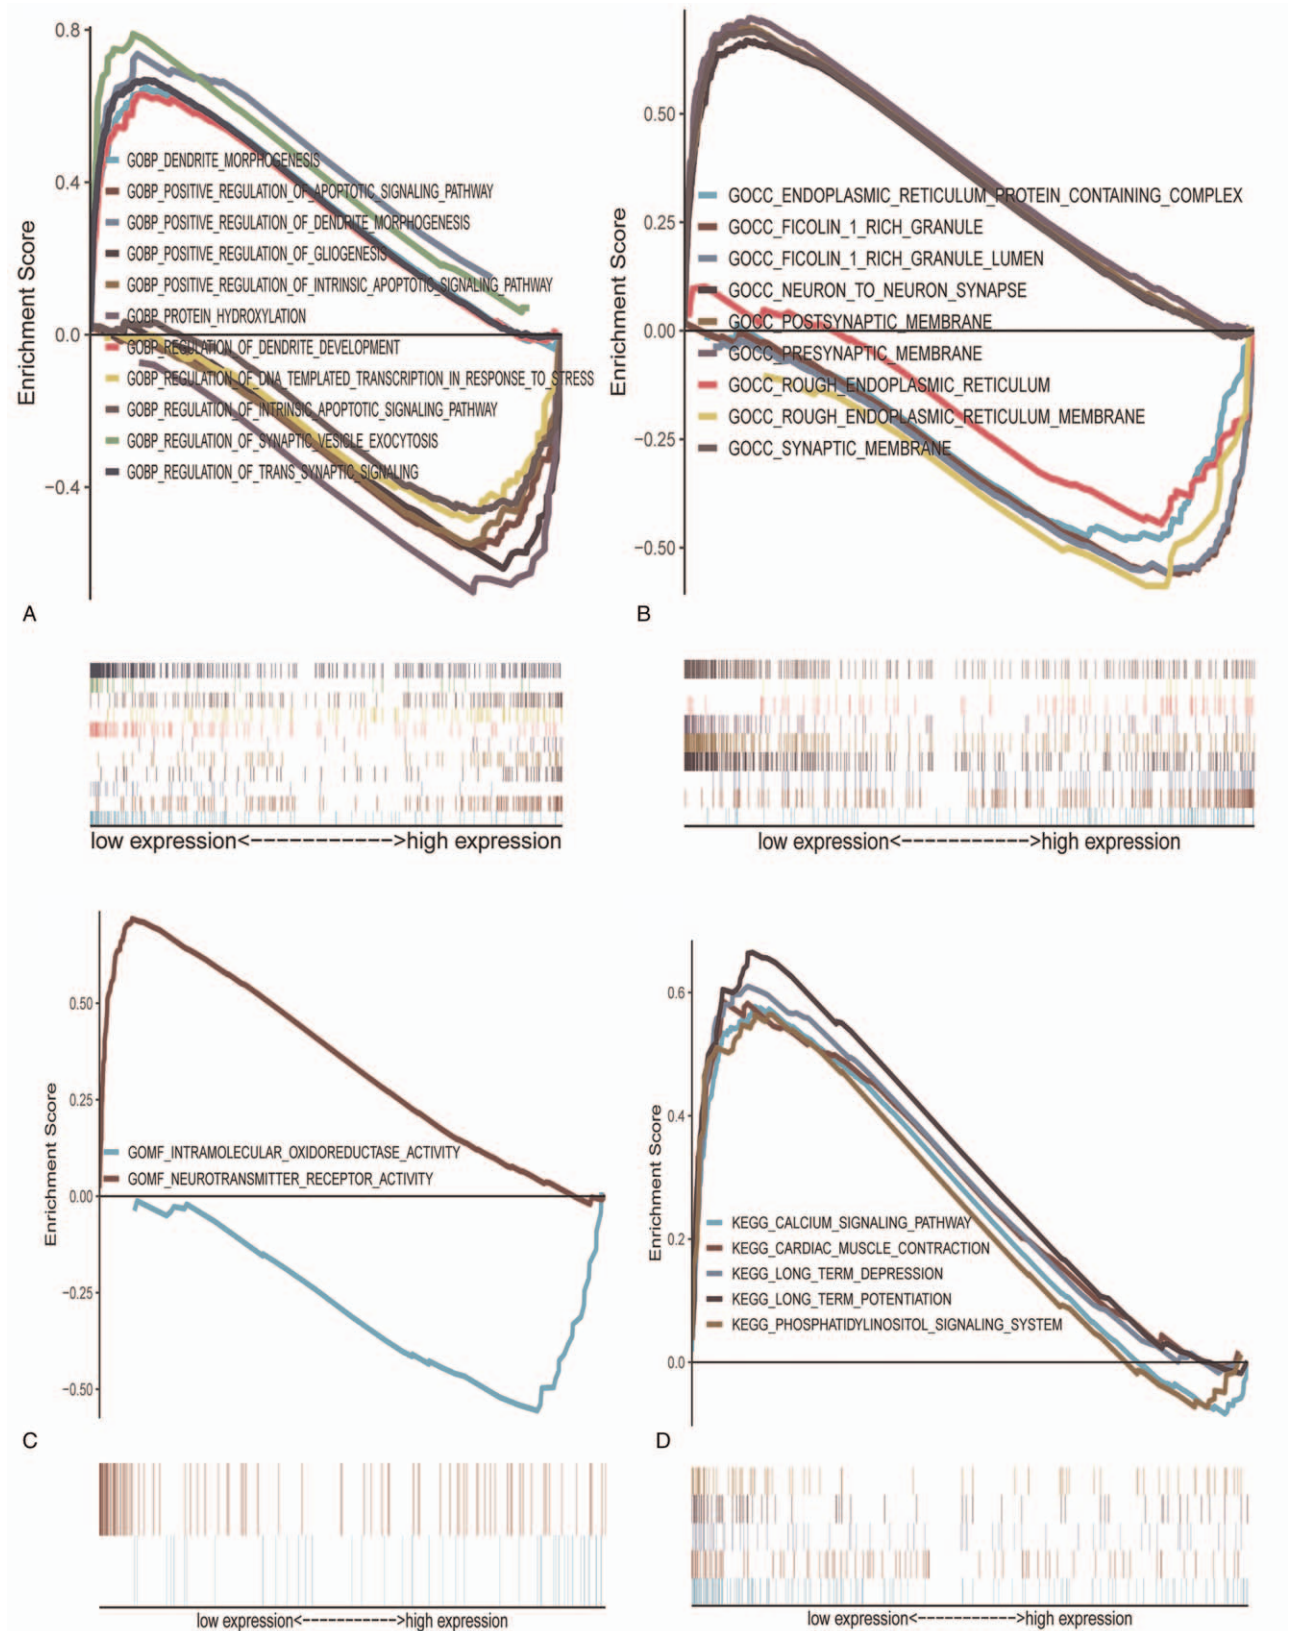 0.8
0.4
0.0
−0.4
Enrichment Score
GOBP_DENDRITE_MORPHOGENESIS
GOBP_POSITIVE_REGULATION_OF_APOPTOTIC_SIGNALING_PATHWAY
GOBP_POSITIVE_REGULATION_OF_DENDRITE_MORPHOGENESIS
GOBP_POSITIVE_REGULATION_OF_GLIOGENESIS
GOBP_POSITIVE_REGULATION_OF_INTRINSIC_APOPTOTIC_SIGNALING_PATHWAY
GOBP_PROTEIN_HYDROXYLATION
GOBP_REGULATION_OF_DENDRITE_DEVELOPMENT
GOBP_REGULATION_OF_DNA_TEMPLATED_TRANSCRIPTION_IN_RESPONSE_TO_STRESS
GOBP_REGULATION_OF_INTRINSIC_APOPTOTIC_SIGNALING_PATHWAY
GOBP_REGULATION_OF_SYNAPTIC_VESICLE_EXOCYTOSIS
GOBP_REGULATION_OF_TRANS_SYNAPTIC_SIGNALING
A
low expression<------------->high expression
0.50
0.25
0.00
−0.25
−0.50
Enrichment Score
GOCC_ENDOPLASMIC_RETICULUM_PROTEIN_CONTAINING_COMPLEX
GOCC_FICOLIN_1_RICH_GRANULE
GOCC_FICOLIN_1_RICH_GRANULE_LUMEN
GOCC_NEURON_TO_NEURON_SYNAPSE
GOCC_POSTSYNAPTIC_MEMBRANE
GOCC_PRESYNAPTIC_MEMBRANE
GOCC_ROUGH_ENDOPLASMIC_RETICULUM
GOCC_ROUGH_ENDOPLASMIC_RETICULUM_MEMBRANE
GOCC_SYNAPTIC_MEMBRANE
B
low expression<------------>high expression
0.50
0.25
0.00
−0.25
−0.50
Enrichment Score
GOMF_INTRAMOLECULAR_OXIDOREDUCTASE_ACTIVITY
GOMF_NEUROTRANSMITTER_RECEPTOR_ACTIVITY
C
low expression<------------>high expression
0.6
0.4
0.2
0.0
Enrichment Score
KEGG_CALCIUM_SIGNALING_PATHWAY
KEGG_CARDIAC_MUSCLE_CONTRACTION
KEGG_LONG_TERM_DEPRESSION
KEGG_LONG_TERM_POTENTIATION
KEGG_PHOSPHATIDYLINOSITOL_SIGNALING_SYSTEM
D
low expression<------------>high expression